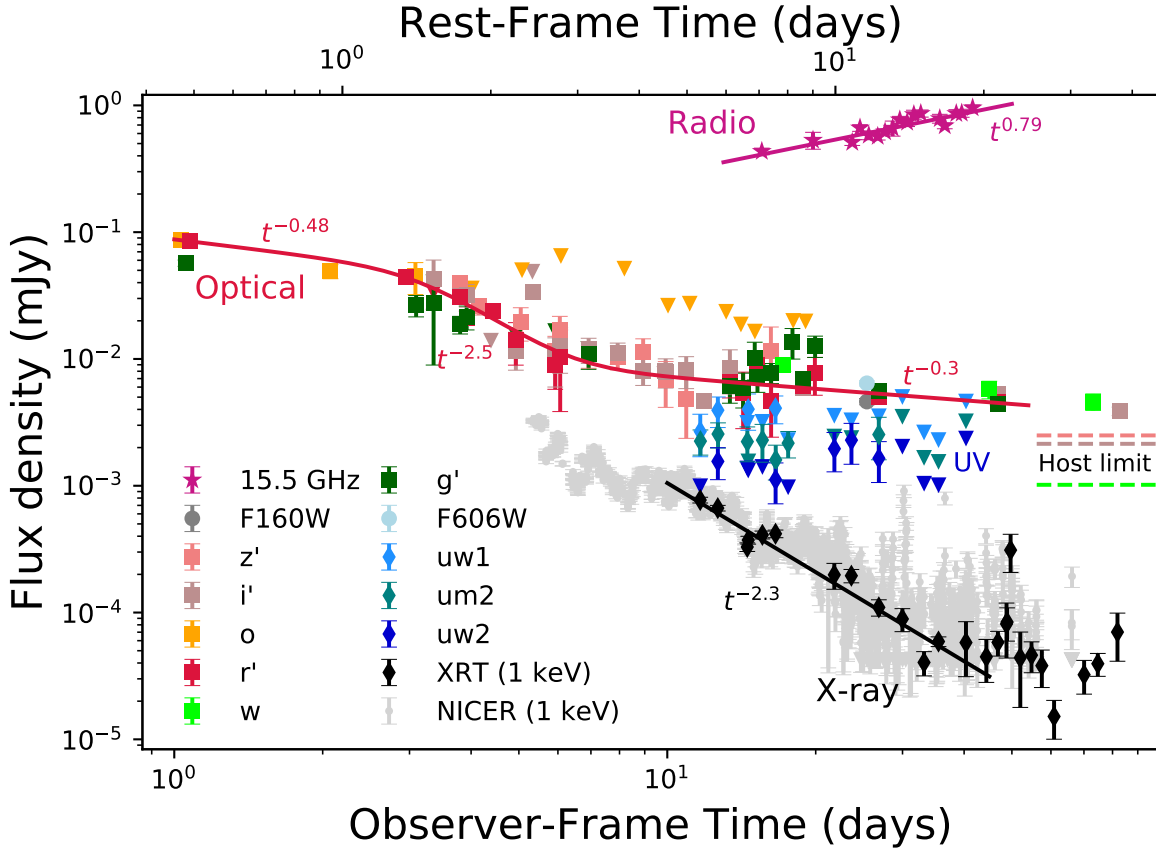 Rest-Frame Time (days)
10^0 10^1
10^0
10^-1
10^-2
10^-3
10^-4
10^-5
Flux density (mJy)
Radio
t^0.79
t^-0.48
Optical
t^-2.5
t^-0.3
UV
Host limit
t^-2.3
X-ray
15.5 GHz
F160W
z'
i'
o
r'
w
g'
F606W
uw1
um2
uw2
XRT (1 keV)
NICER (1 keV)
10^0 10^1
Observer-Frame Time (days)